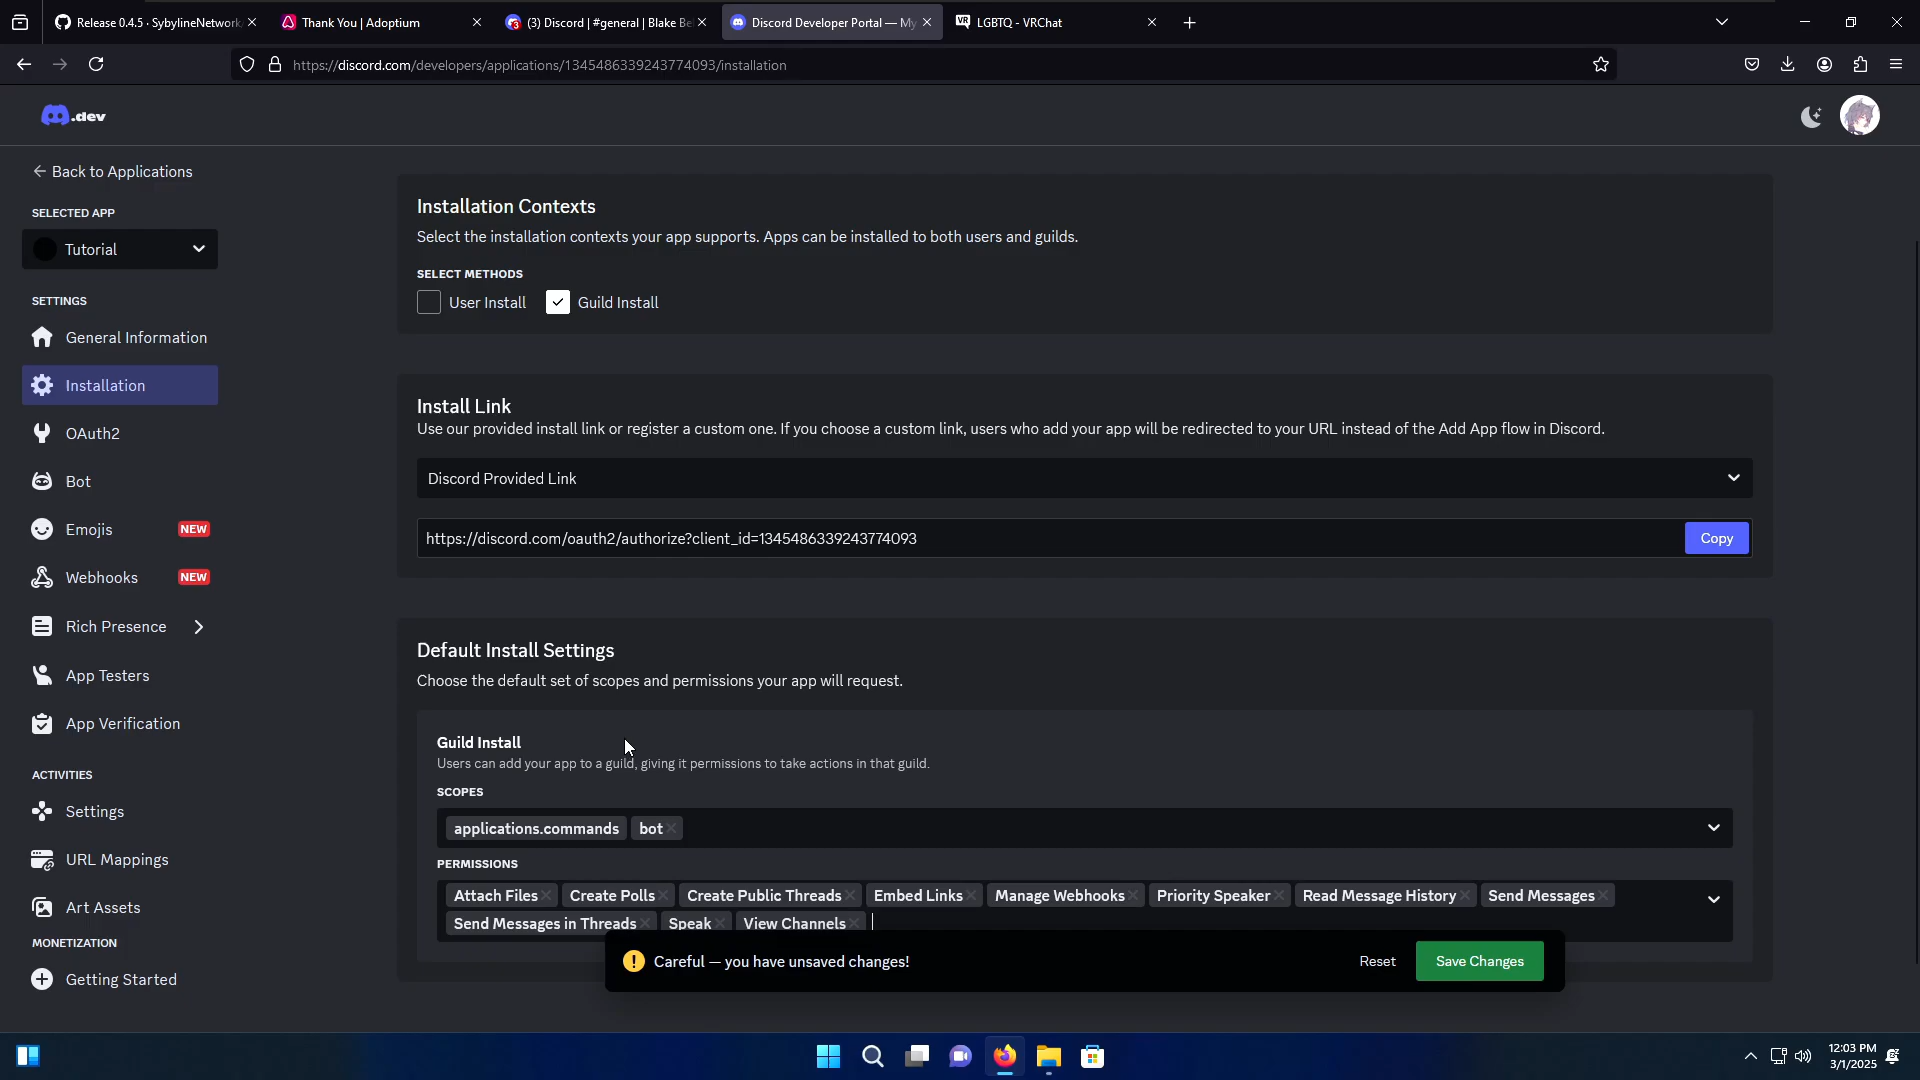 Release 0.4.5 · SybylineNetwork
Thank You | Adoptium
(3) Discord | #general | Blake Be
Discord Developer Portal — My
LGBTQ - VRChat
https://discord.com/developers/applications/1345486339243774093/installation
.dev
Back to Applications
SELECTED APP
Tutorial
SETTINGS
General Information
Installation
OAuth2
Bot
Emojis NEW
Webhooks NEW
Rich Presence
App Testers
App Verification
ACTIVITIES
Settings
URL Mappings
Art Assets
MONETIZATION
Getting Started
Installation Contexts
Select the installation contexts your app supports. Apps can be installed to both users and guilds.
SELECT METHODS
User Install Guild Install
Install Link
Use our provided install link or register a custom one. If you choose a custom link, users who add your app will be redirected to your URL instead of the Add App flow in Discord.
Discord Provided Link
https://discord.com/oauth2/authorize?client_id=1345486339243774093 Copy
Default Install Settings
Choose the default set of scopes and permissions your app will request.
Guild Install
Users can add your app to a guild, giving it permissions to take actions in that guild.
SCOPES
applications.commands bot
PERMISSIONS
Attach Files Create Polls Create Public Threads Embed Links Manage Webhooks Priority Speaker Read Message History Send Messages
Send Messages in Threads Speak View Channels
Careful — you have unsaved changes! Reset Save Changes
12:03 PM
3/1/2025